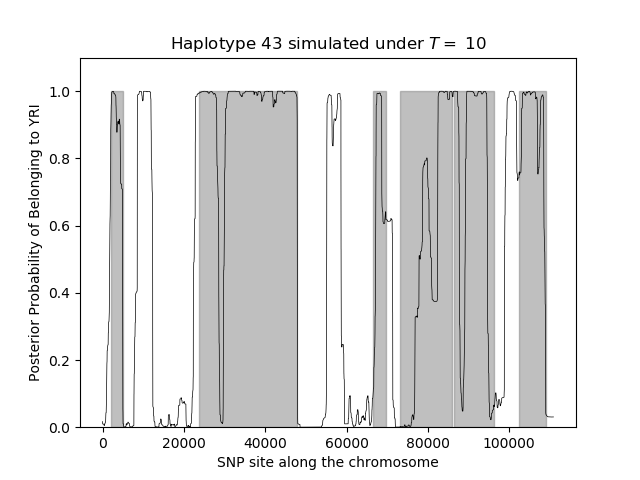 Haplotype 43 simulated under T = 10
Posterior Probability of Belonging to YRI
1.0
0.8
0.6
0.4
0.2
0.0
0 20000 40000 60000 80000 100000
SNP site along the chromosome